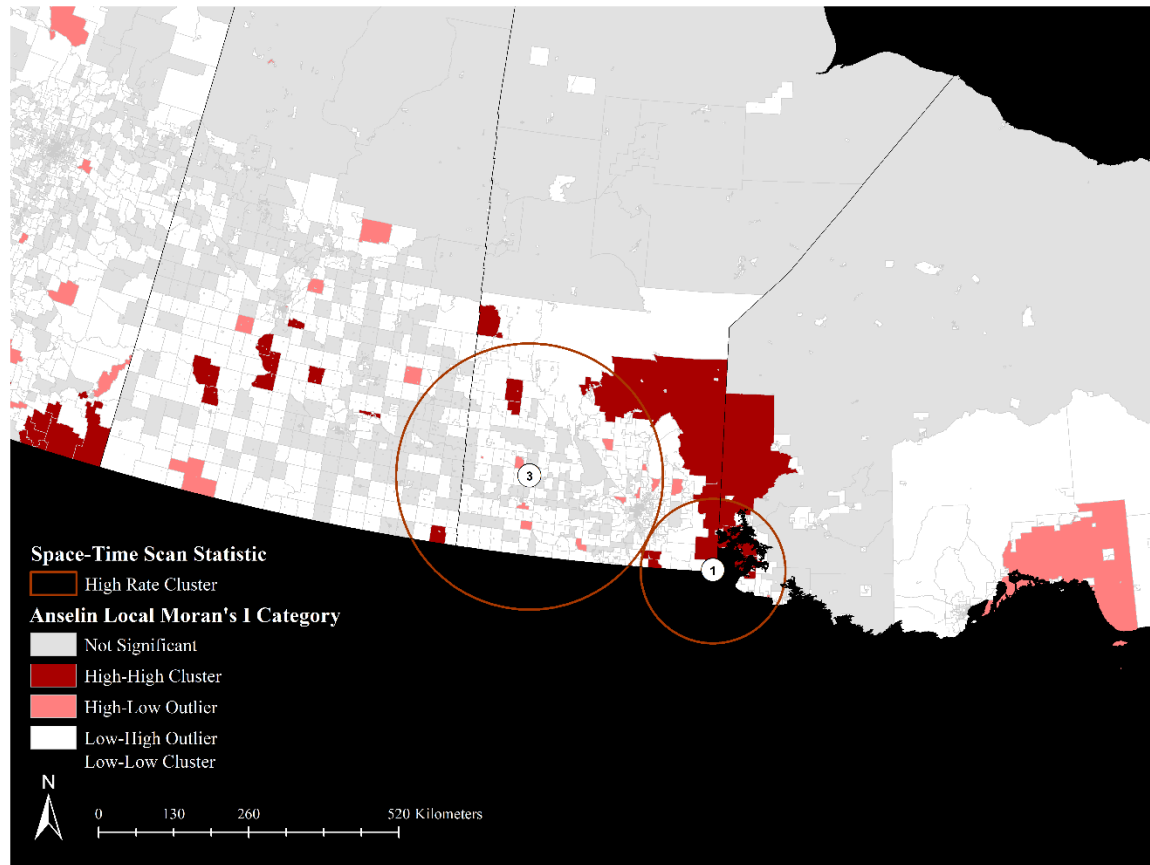 3
1
Space-Time Scan Statistic
High Rate Cluster
Anselin Local Moran's I Category
Not Significant
High-High Cluster
High-Low Outlier
Low-High Outlier
Low-Low Cluster
N
0 130 260 520 Kilometers